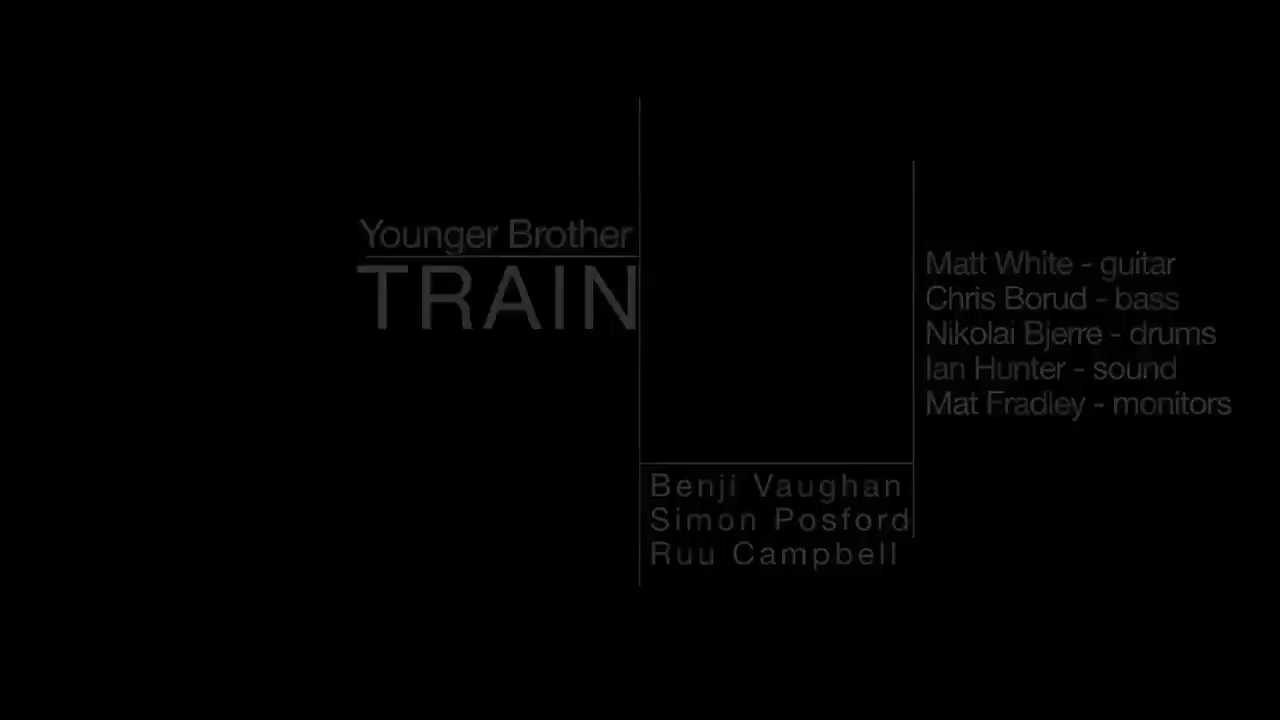 Younger Brother
TRAIN
Matt White - guitar
Chris Borud - bass
Nikolai Bjerre - drums
Ian Hunter - sound
Mat Fradley - monitors
Benji Vaughan
Simon Posford
Ruu Campbell